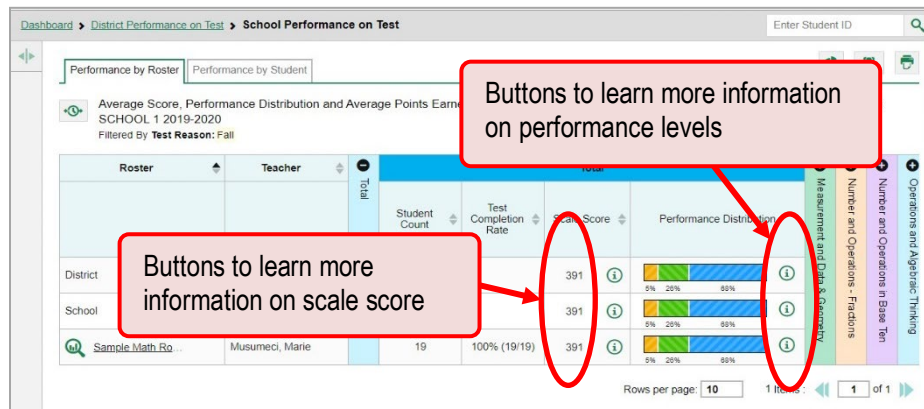 Dashboard > District Performance on Test > School Performance on Test
Enter Student ID
Performance by Roster
Performance by Student
Average Score, Performance Distribution and Average Points Earne
SCHOOL 1 2019-2020
Filtered By Test Reason: Fall
Buttons to learn more information
on performance levels
Roster
Teacher
Total
Total
Student
Count
Test
Completion
Rate
Scale Score
Performance Distribution
Measurement and Data & Geometry
Number and Operations - Fractions
Number and Operations in Base Ten
Operations and Algebraic Thinking
Buttons to learn more
information on scale score
District
391
5% 26% 68%
School
391
5% 26% 68%
Sample Math Ro...
Musumeci, Marie
19
100% (19/19)
391
5% 26% 68%
Rows per page: 10
1 Items :
1 of 1